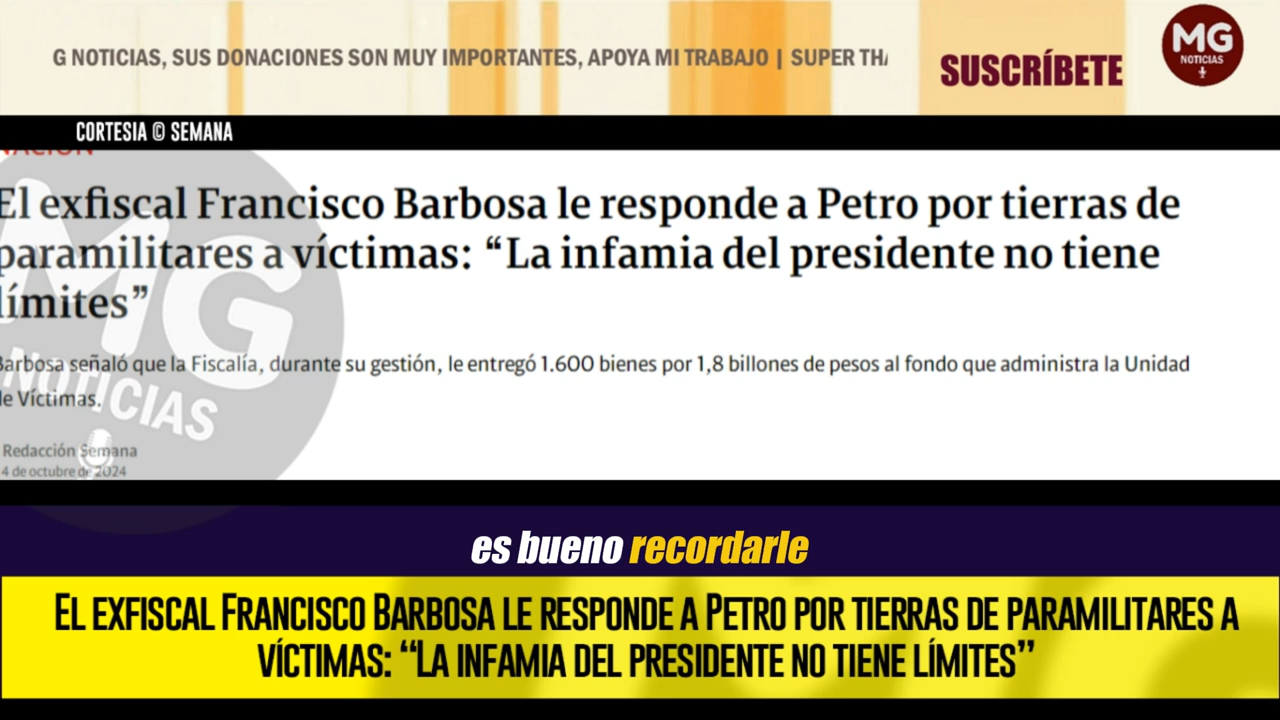 G NOTICIAS, SUS DONACIONES SON MUY IMPORTANTES, APOYA MI TRABAJO | SUPER THA
SUSCRÍBETE
MG
NOTICIAS
CORTESIA © SEMANA
NACIÓN
El exfiscal Francisco Barbosa le responde a Petro por tierras de
paramilitares a víctimas: “La infamia del presidente no tiene
límites”
Barbosa señaló que la Fiscalía, durante su gestión, le entregó 1.600 bienes por 1,8 billones de pesos al fondo que administra la Unidad
de Víctimas.
Redacción Semana
4 de octubre de 2024
MG
NOTICIAS
es bueno recordarle
EL EXFISCAL FRANCISCO BARBOSA LE RESPONDE A PETRO POR TIERRAS DE PARAMILITARES A
VÍCTIMAS: “LA INFAMIA DEL PRESIDENTE NO TIENE LÍMITES”